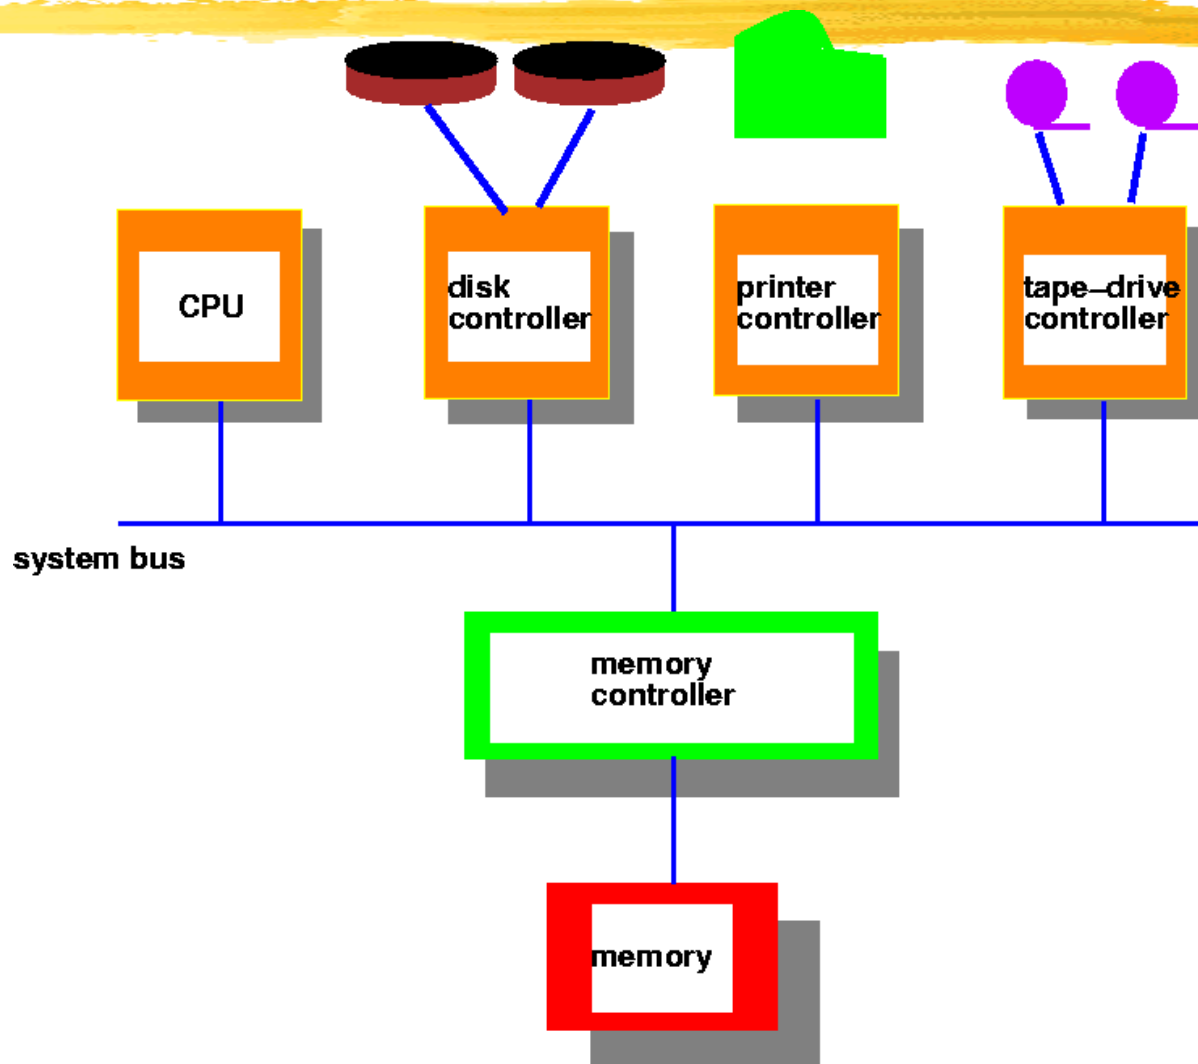 CPU
disk
controller
printer
controller
tape–drive
controller
system bus
memory
controller
memory